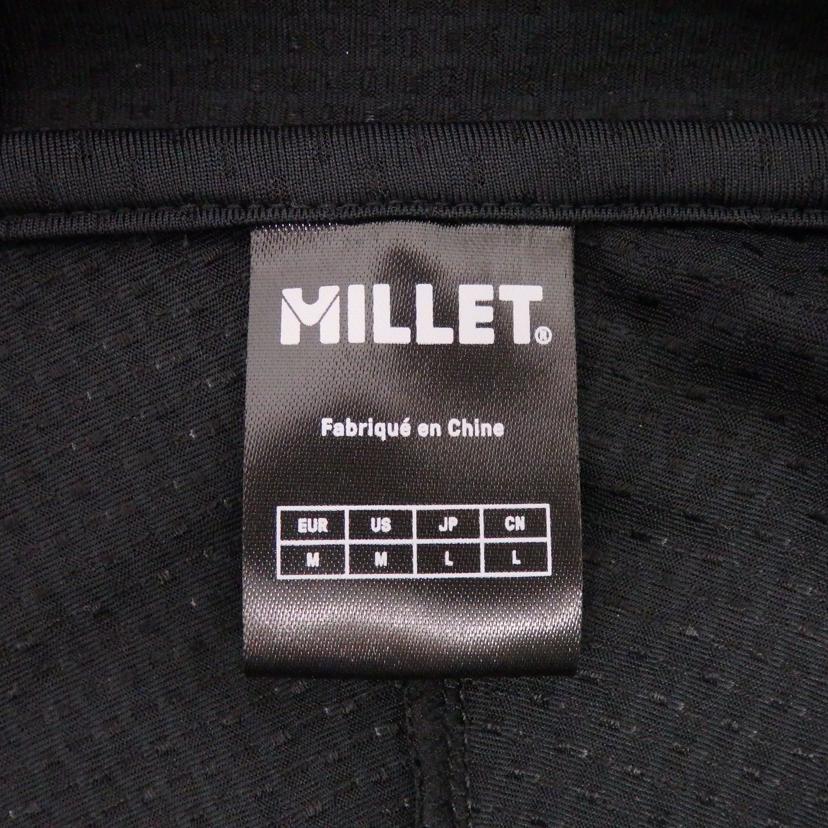 MILLET®
Fabriqué en Chine
EUR US JP CN
M M L L